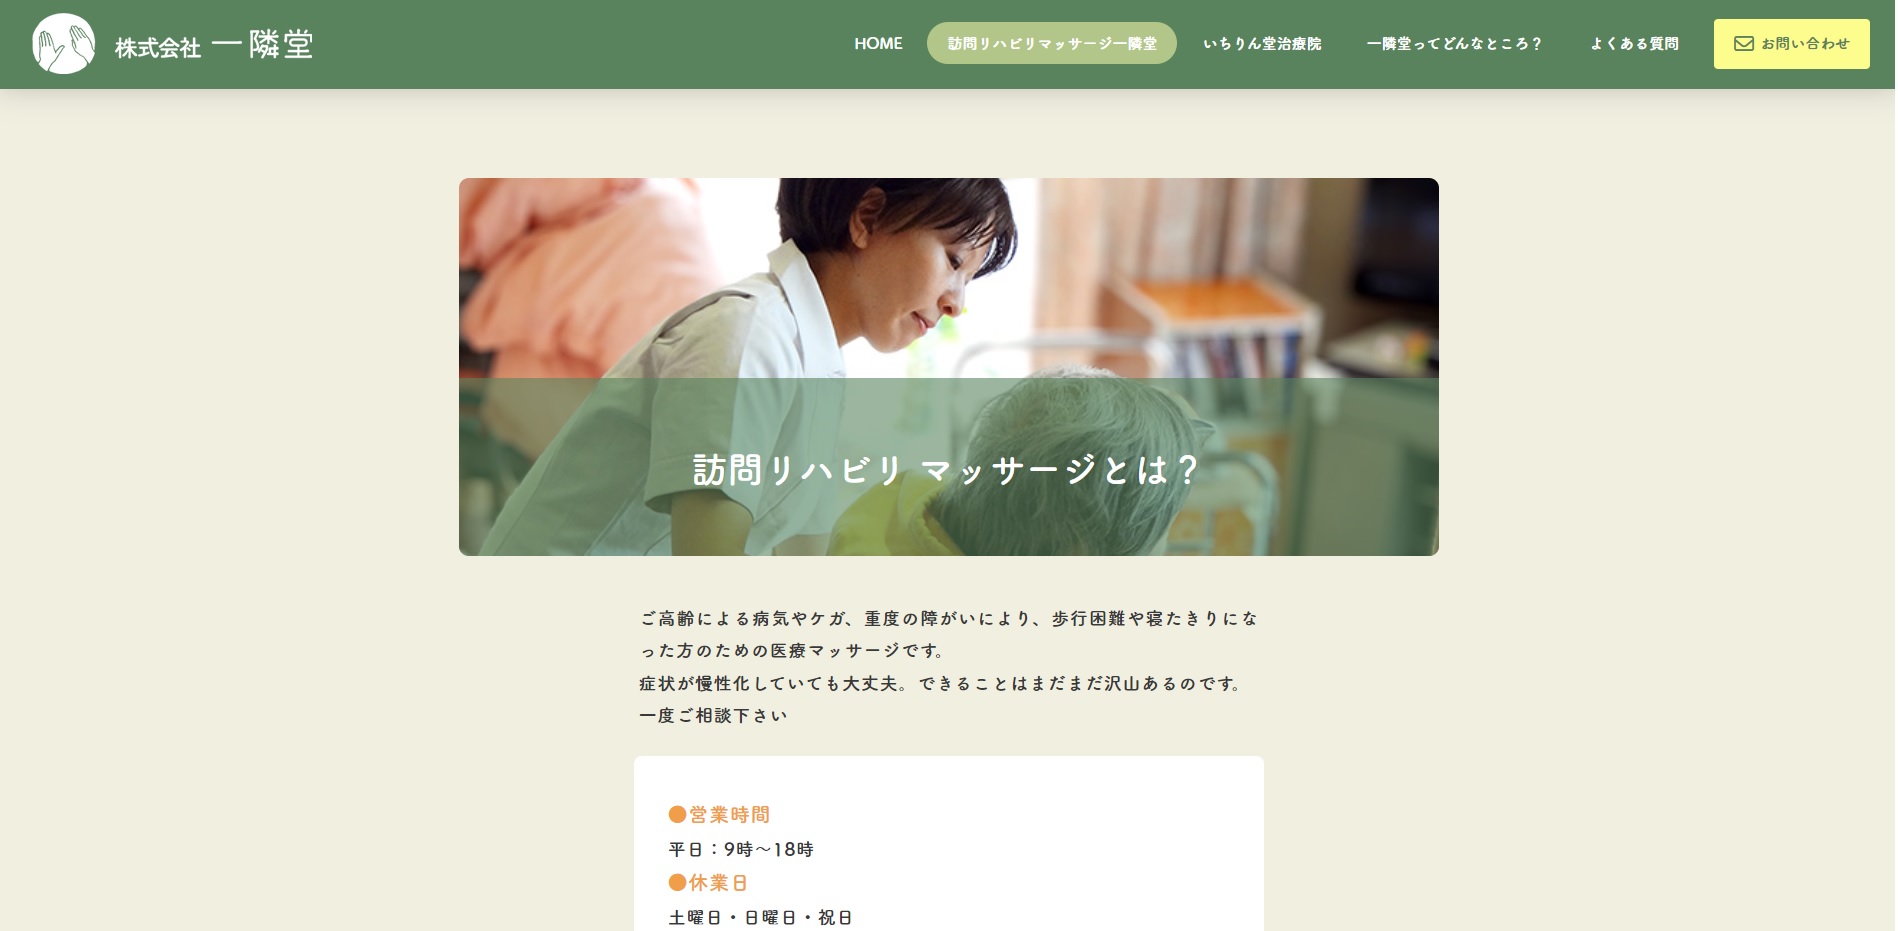 株式会社 一隣堂
HOME
訪問リハビリマッサージ一隣堂
いちりん堂治療院
一隣堂ってどんなところ？
よくある質問
お問い合わせ
訪問リハビリ マッサージとは？
ご高齢による病気やケガ、重度の障がいにより、歩行困難や寝たきりにな
った方のための医療マッサージです。
症状が慢性化していても大丈夫。できることはまだまだ沢山あるのです。
一度ご相談下さい
●営業時間
平日：9時～18時
●休業日
土曜日・日曜日・祝日